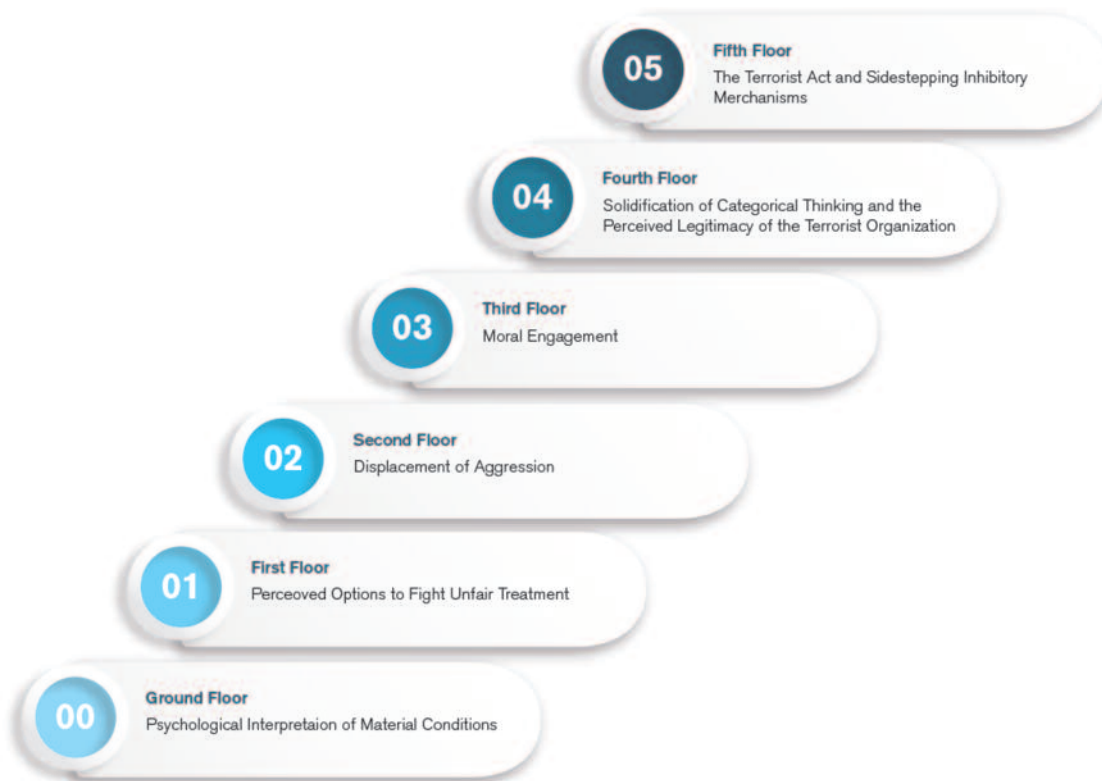 05
Fifth Floor
The Terrorist Act and Sidestepping Inhibitory
Merchanisms
04
Fourth Floor
Solidification of Categorical Thinking and the
Perceived Legitimacy of the Terrorist Organization
03
Third Floor
Moral Engagement
02
Second Floor
Displacement of Aggression
01
First Floor
Perceoved Options to Fight Unfair Treatment
00
Ground Floor
Psychological Interpretaion of Material Conditions